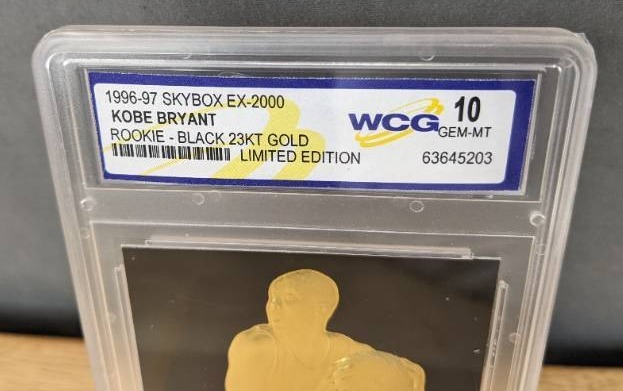 1996-97 SKYBOX EX-2000
KOBE BRYANT
ROOKIE - BLACK 23KT GOLD
LIMITED EDITION
WCG 10
GEM-MT
63645203